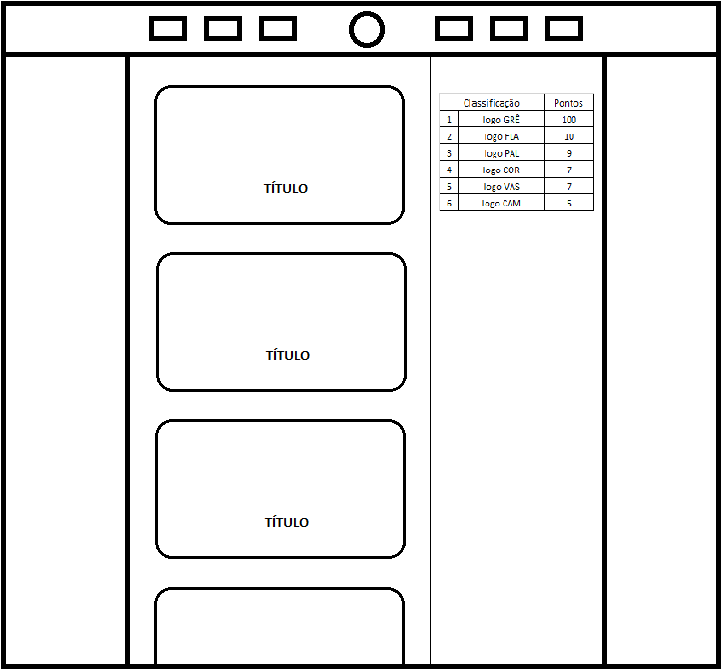 Classificação Pontos
1 logo GRÊ 100
2 logo FLA 10
3 logo PAL 9
4 logo COR 7
5 logo VAS 7
6 logo CAM 5
TÍTULO
TÍTULO
TÍTULO